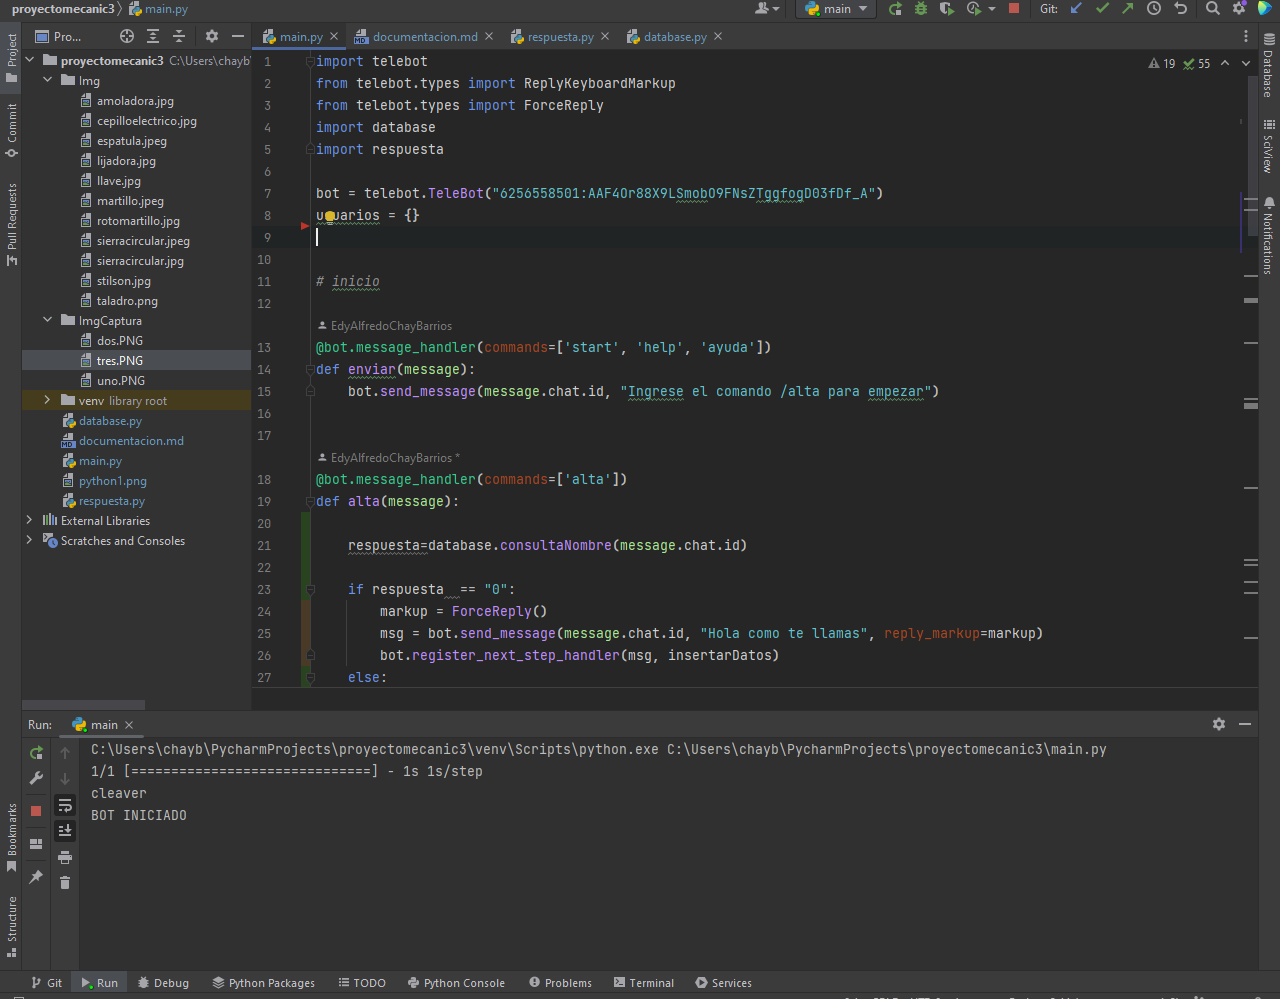 proyectomecanic3 main.py
main
Git:
Project
Commit
Pull Requests
Bookmarks
Structure
Pro...
main.py
documentacion.md
respuesta.py
database.py
proyectomecanic3 C:\Users\chayb\
Img
amoladora.jpg
cepilloelectrico.jpg
espatula.jpeg
lijadora.jpg
llave.jpg
martillo.jpeg
rotomartillo.jpg
sierracircular.jpeg
sierracircular.jpg
stilson.jpg
taladro.png
ImgCaptura
dos.PNG
tres.PNG
uno.PNG
venv library root
database.py
documentacion.md
main.py
python1.png
respuesta.py
External Libraries
Scratches and Consoles
19 55
1 import telebot
2 from telebot.types import ReplyKeyboardMarkup
3 from telebot.types import ForceReply
4 import database
5 import respuesta
6
7 bot = telebot.TeleBot("6256558501:AAF4Or88X9LSmobO9FNsZTggfogD03fDf_A")
8 usuarios = {}
9
10
11 # inicio
12
EdyAlfredoChayBarrios
13 @bot.message_handler(commands=['start', 'help', 'ayuda'])
14 def enviar(message):
15 bot.send_message(message.chat.id, "Ingrese el comando /alta para empezar")
16
17
EdyAlfredoChayBarrios *
18 @bot.message_handler(commands=['alta'])
19 def alta(message):
20
21 respuesta=database.consultaNombre(message.chat.id)
22
23 if respuesta  == "0":
24 markup = ForceReply()
25 msg = bot.send_message(message.chat.id, "Hola como te llamas", reply_markup=markup)
26 bot.register_next_step_handler(msg, insertarDatos)
27 else:
Database
SciView
Notifications
Run: main
C:\Users\chayb\PycharmProjects\proyectomecanic3\venv\Scripts\python.exe C:\Users\chayb\PycharmProjects\proyectomecanic3\main.py
1/1 [==============================] - 1s 1s/step
cleaver
BOT INICIADO
Git Run Debug Python Packages TODO Python Console Problems Terminal Services